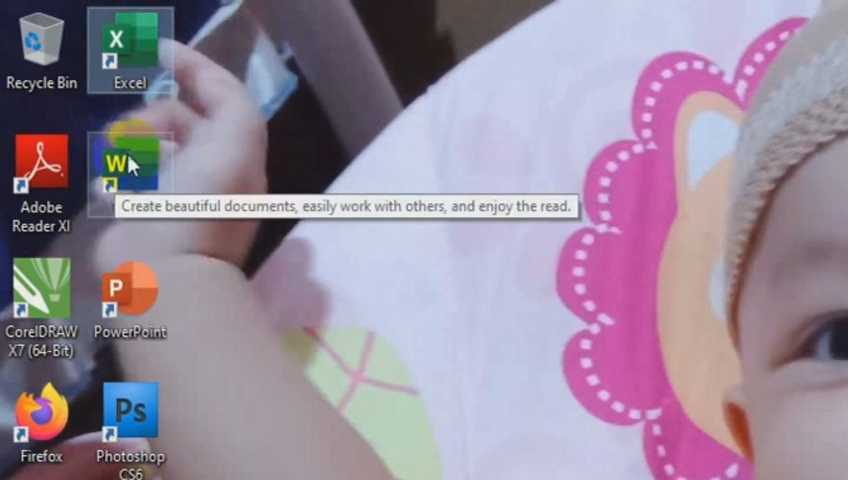 Recycle Bin
Excel
Adobe
Reader XI
W
Create beautiful documents, easily work with others, and enjoy the read.
CorelDRAW
X7 (64-Bit)
P
PowerPoint
Firefox
Ps
Photoshop
CS6